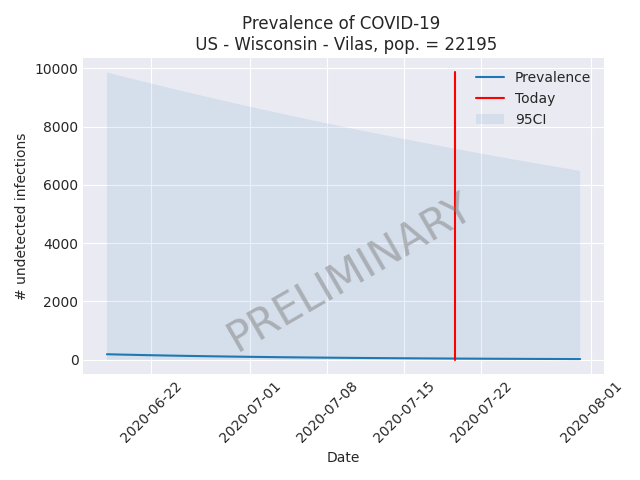 Prevalence of COVID-19
US - Wisconsin - Vilas, pop. = 22195
10000
8000
6000
4000
2000
0
# undetected infections
Prevalence
Today
95CI
PRELIMINARY
2020-06-22
2020-07-01
2020-07-08
2020-07-15
2020-07-22
2020-08-01
Date